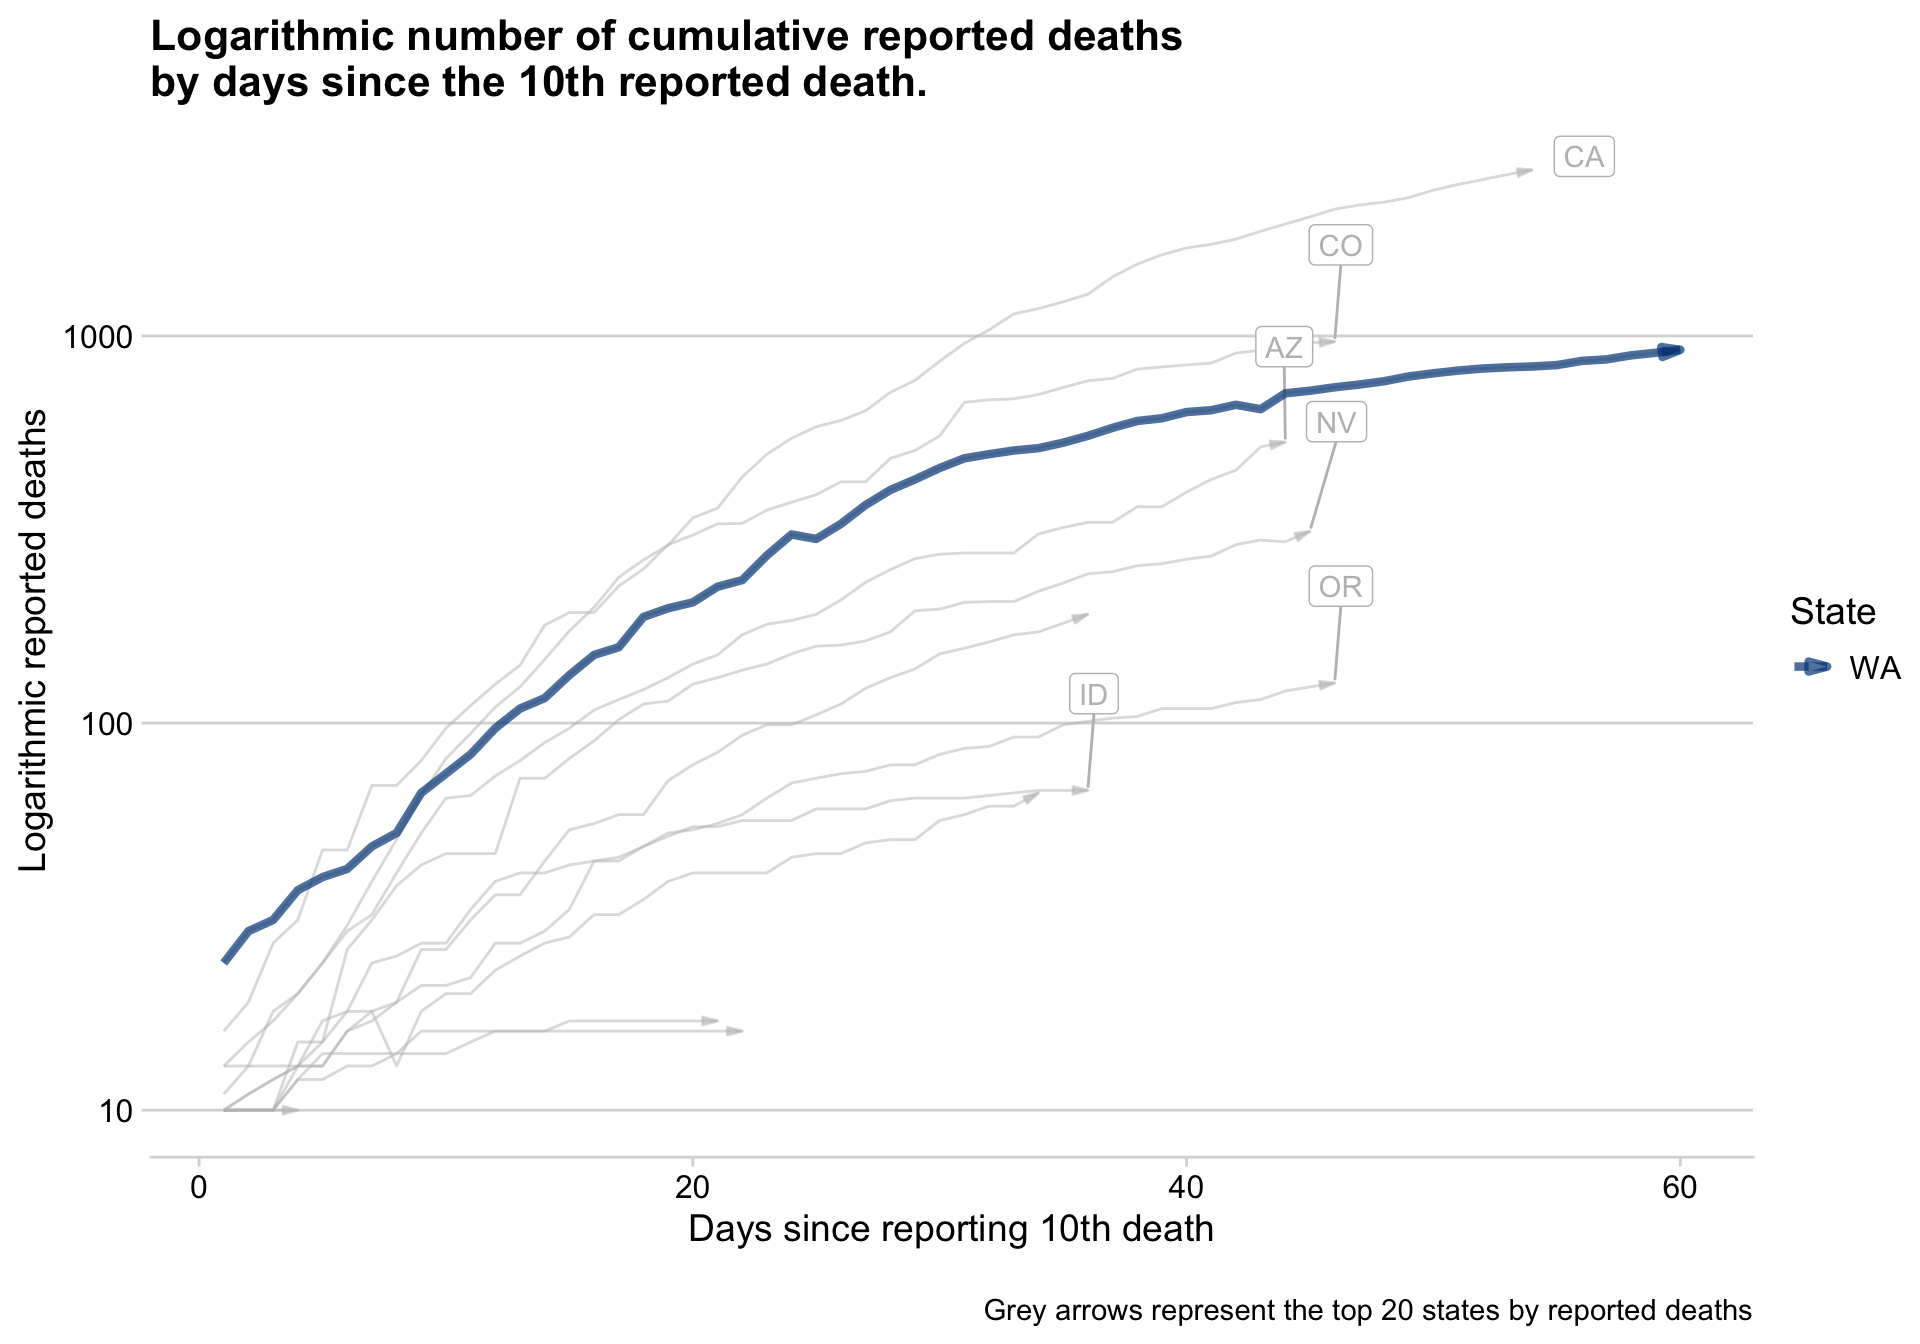 Logarithmic number of cumulative reported deaths
by days since the 10th reported death.
CA
CO
1000
AZ
NV
OR
ID
100
10
Logarithmic reported deaths
State
WA
0 20 40 60
Days since reporting 10th death
Grey arrows represent the top 20 states by reported deaths